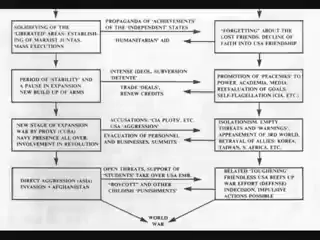 SOLIDIFYING OF THE
'LIBERATED' AREAS: ESTABLISH-
ING OF MARXIST JUNTAS.
MASS EXECUTIONS
PROPAGANDA OF 'ACHIEVEMENTS'
OF THE 'INDEPENDENT' STATES
HUMANITARIAN' AID
"FORGETTING" ABOUT THE
LOST FRIENDS; DECLINE OF
FAITH INTO USA FRIENDSHIP
PERIOD OF 'STABILITY' AND
A PAUSE IN EXPANSION
NEW BUILD UP OF ARMS
INTENSE IDEOL. SUBVERSION
'DETENTE'
TRADE 'DEALS',
RENEW CREDITS
PROMOTION OF 'PEACENIKS' TO
POWER, ACADEMIA, MEDIA:
REEVALUATION OF GOALS:
SELF-FLAGELLATION (CIA, ETC.)
NEW STAGE OF EXPANSION
WAR BY PROXY (CUBA)
NAVY PRESENCE ALL OVER:
INVOLVEMENT IN REVOLUTION
ACCUSATIONS: 'CIA PLOTS', ETC.
USA 'AGGRESSION'
EVACUATION OF PERSONNEL
AND BUSINESSES, SUMMITS
ISOLATIONISM. EMPTY
THREATS AND 'WARNINGS'.
APPEASEMENT OF 3RD WORLD.
BETRAYAL OF ALLIED: KOREA,
TAIWAN, S. AFRICA, ETC.
DIRECT AGGRESSION (ASIA)
INVASION • AFGHANISTAN
OPEN THREATS, SUPPORT OF
'STUDENTS' TAKE OVER USA EMB.
"BOYCOTT" AND OTHER
CHILDISH 'PUNISHMENTS'
BELATED 'TOUGHENING'
FRIENDLESS USA BEEFS UP
WAR EFFORT (DEFENSE)
INDECISION, IMPULSIVE
ACTIONS POSSIBLE
WORLD
WAR